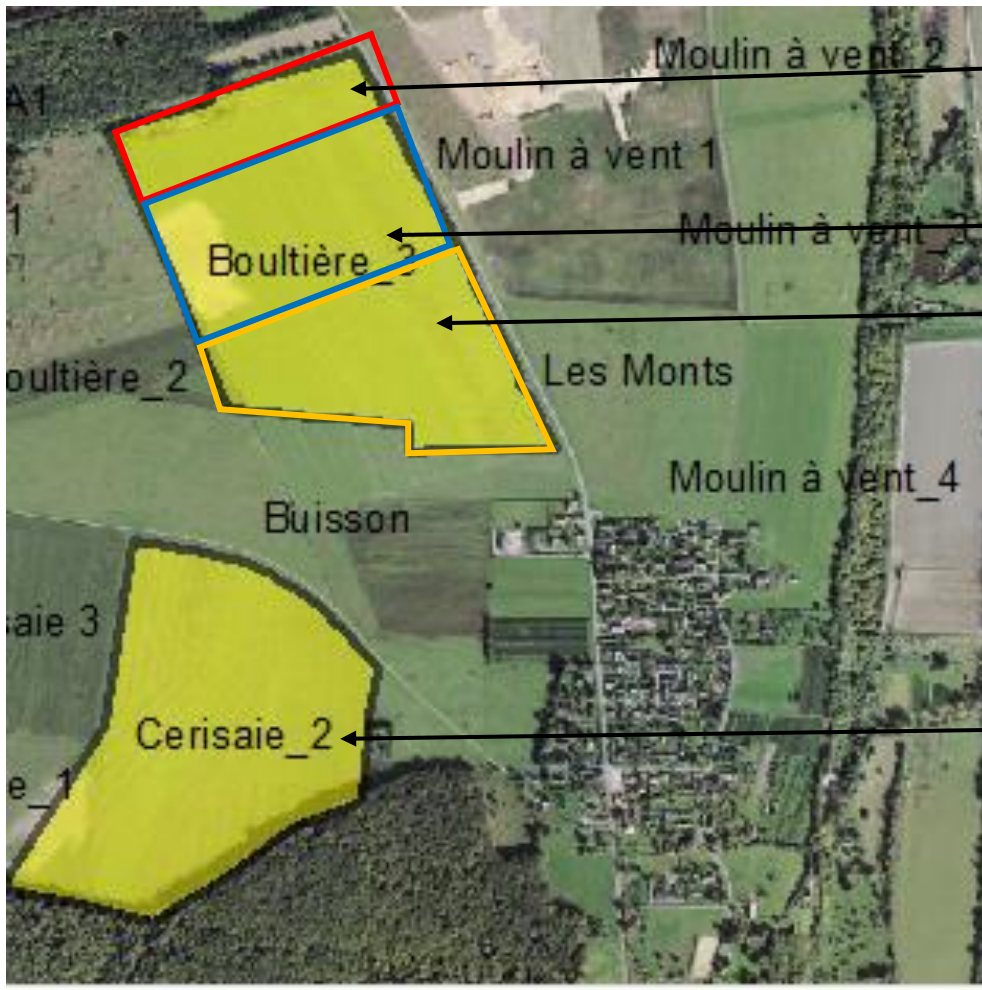 Moulin à vent_2
A1
Moulin à vent 1
1
Moulin à vent_3
Boultière_3
Les Monts
oultière_2
Moulin à vent_4
Buisson
saie 3
Cerisaie_2
e_1